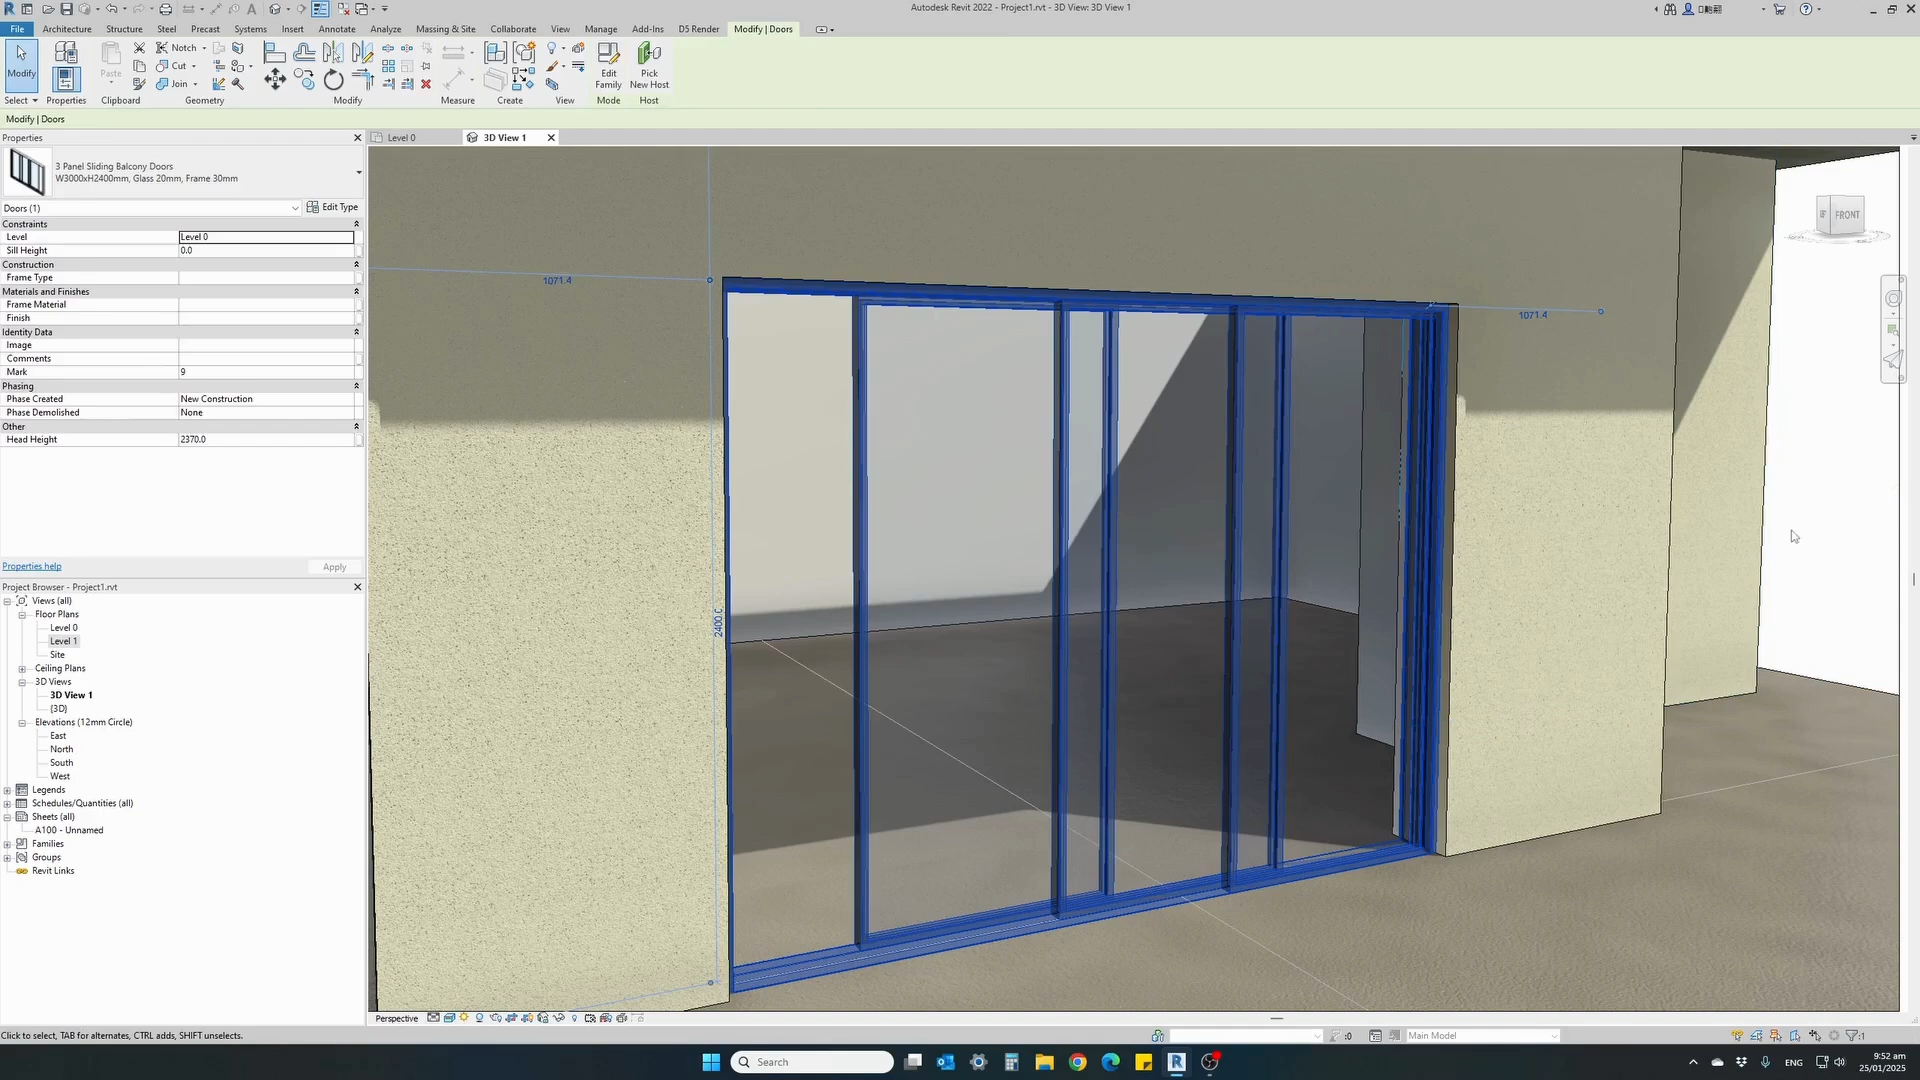 Autodesk Revit 2022 - Project1.rvt - 3D View: 3D View 1
File Architecture Structure Steel Precast Systems Insert Annotate Analyze Massing & Site Collaborate View Manage Add-Ins D5 Render Modify | Doors
Modify
Paste
Notch
Cut
Join
Edit Family
Pick New Host
Select Properties Clipboard Geometry Modify Measure Create View Mode Host
Modify | Doors
Properties
Level 0
3D View 1
3 Panel Sliding Balcony Doors
W3000xH2400mm, Glass 20mm, Frame 30mm
Doors (1) Edit Type
Constraints
Level Level 0
Sill Height 0.0
Construction
Frame Type
Materials and Finishes
Frame Material
Finish
Identity Data
Image
Comments
Mark 9
Phasing
Phase Created New Construction
Phase Demolished None
Other
Head Height 2370.0
Properties help Apply
Project Browser - Project1.rvt
Views (all)
Floor Plans
Level 0
Level 1
Site
Ceiling Plans
3D Views
3D View 1
{3D}
Elevations (12mm Circle)
East
North
South
West
Legends
Schedules/Quantities (all)
Sheets (all)
A100 - Unnamed
Families
Groups
Revit Links
1071.4
1071.4
2400.0
FRONT
Perspective
Click to select, TAB for alternates, CTRL adds, SHIFT unselects.
:0
Main Model
:1
Search
ENG
9:52 am
25/01/2025